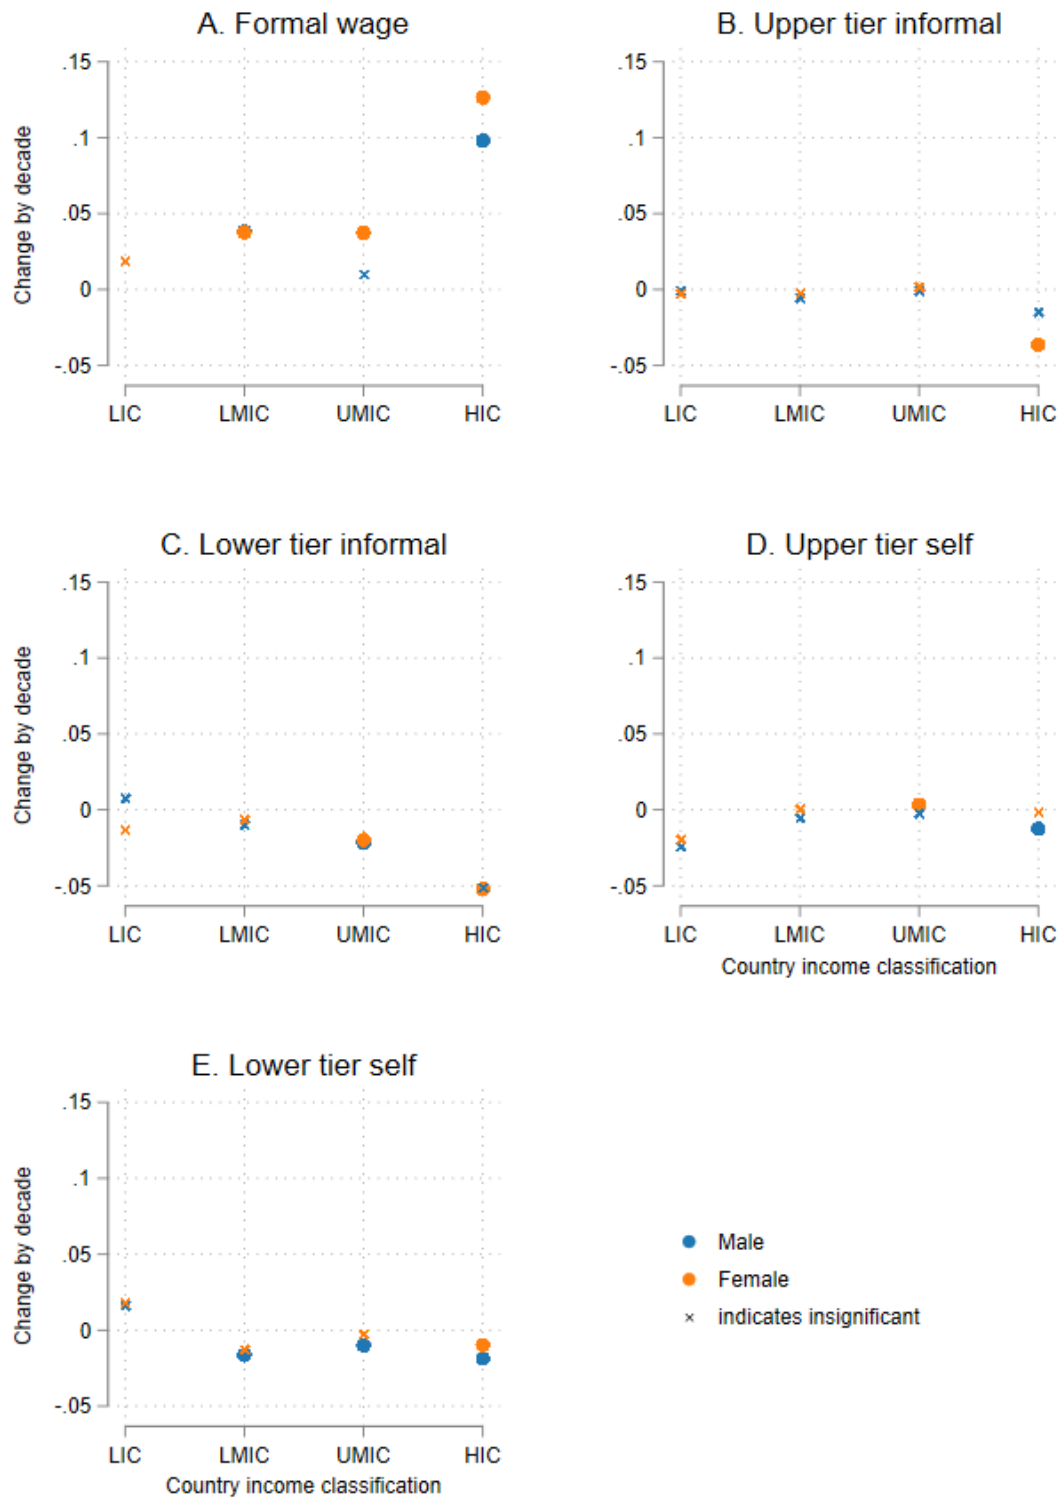 A. Formal wage
Change by decade
.15
.1
.05
0
-.05
LIC LMIC UMIC HIC
B. Upper tier informal
.15
.1
.05
0
-.05
LIC LMIC UMIC HIC
C. Lower tier informal
Change by decade
.15
.1
.05
0
-.05
LIC LMIC UMIC HIC
D. Upper tier self
.15
.1
.05
0
-.05
LIC LMIC UMIC HIC
Country income classification
E. Lower tier self
Change by decade
.15
.1
.05
0
-.05
LIC LMIC UMIC HIC
Country income classification
Male
Female
× indicates insignificant